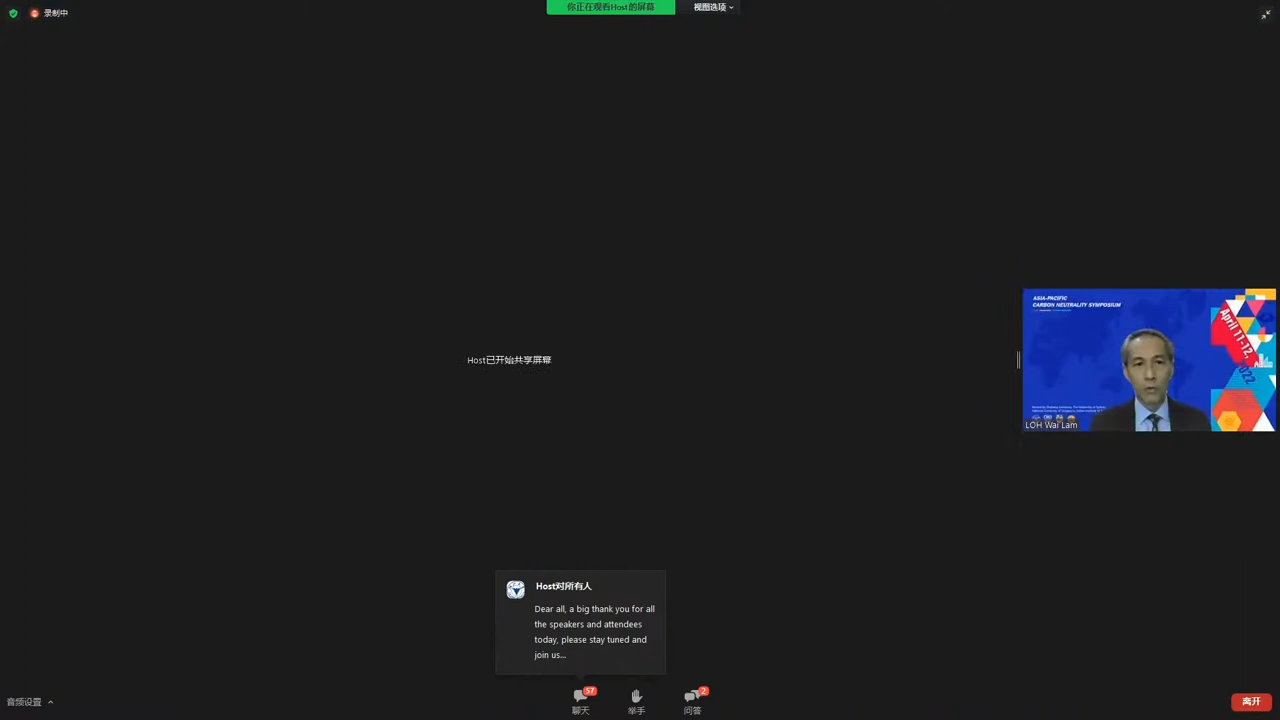 录制中
你正在观看Host的屏幕
视图选项
Host已开始共享屏幕
ASIA-PACIFIC
CARBON NEUTRALITY SYMPOSIUM
April 11-12,
2022
LOH Wai Lam
Host对所有人
Dear all, a big thank you for all
the speakers and attendees
today, please stay tuned and
join us...
音频设置
57
聊天
举手
2
问答
离开